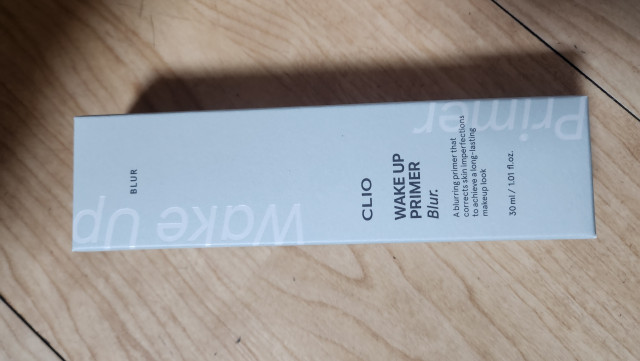 BLUR
CLIO
WAKE UP
PRIMER
Blur.
A blurring primer that
corrects skin imperfections
to achieve a long-lasting
makeup look
30 ml / 1.01 fl.oz.
Wake Up
Primer